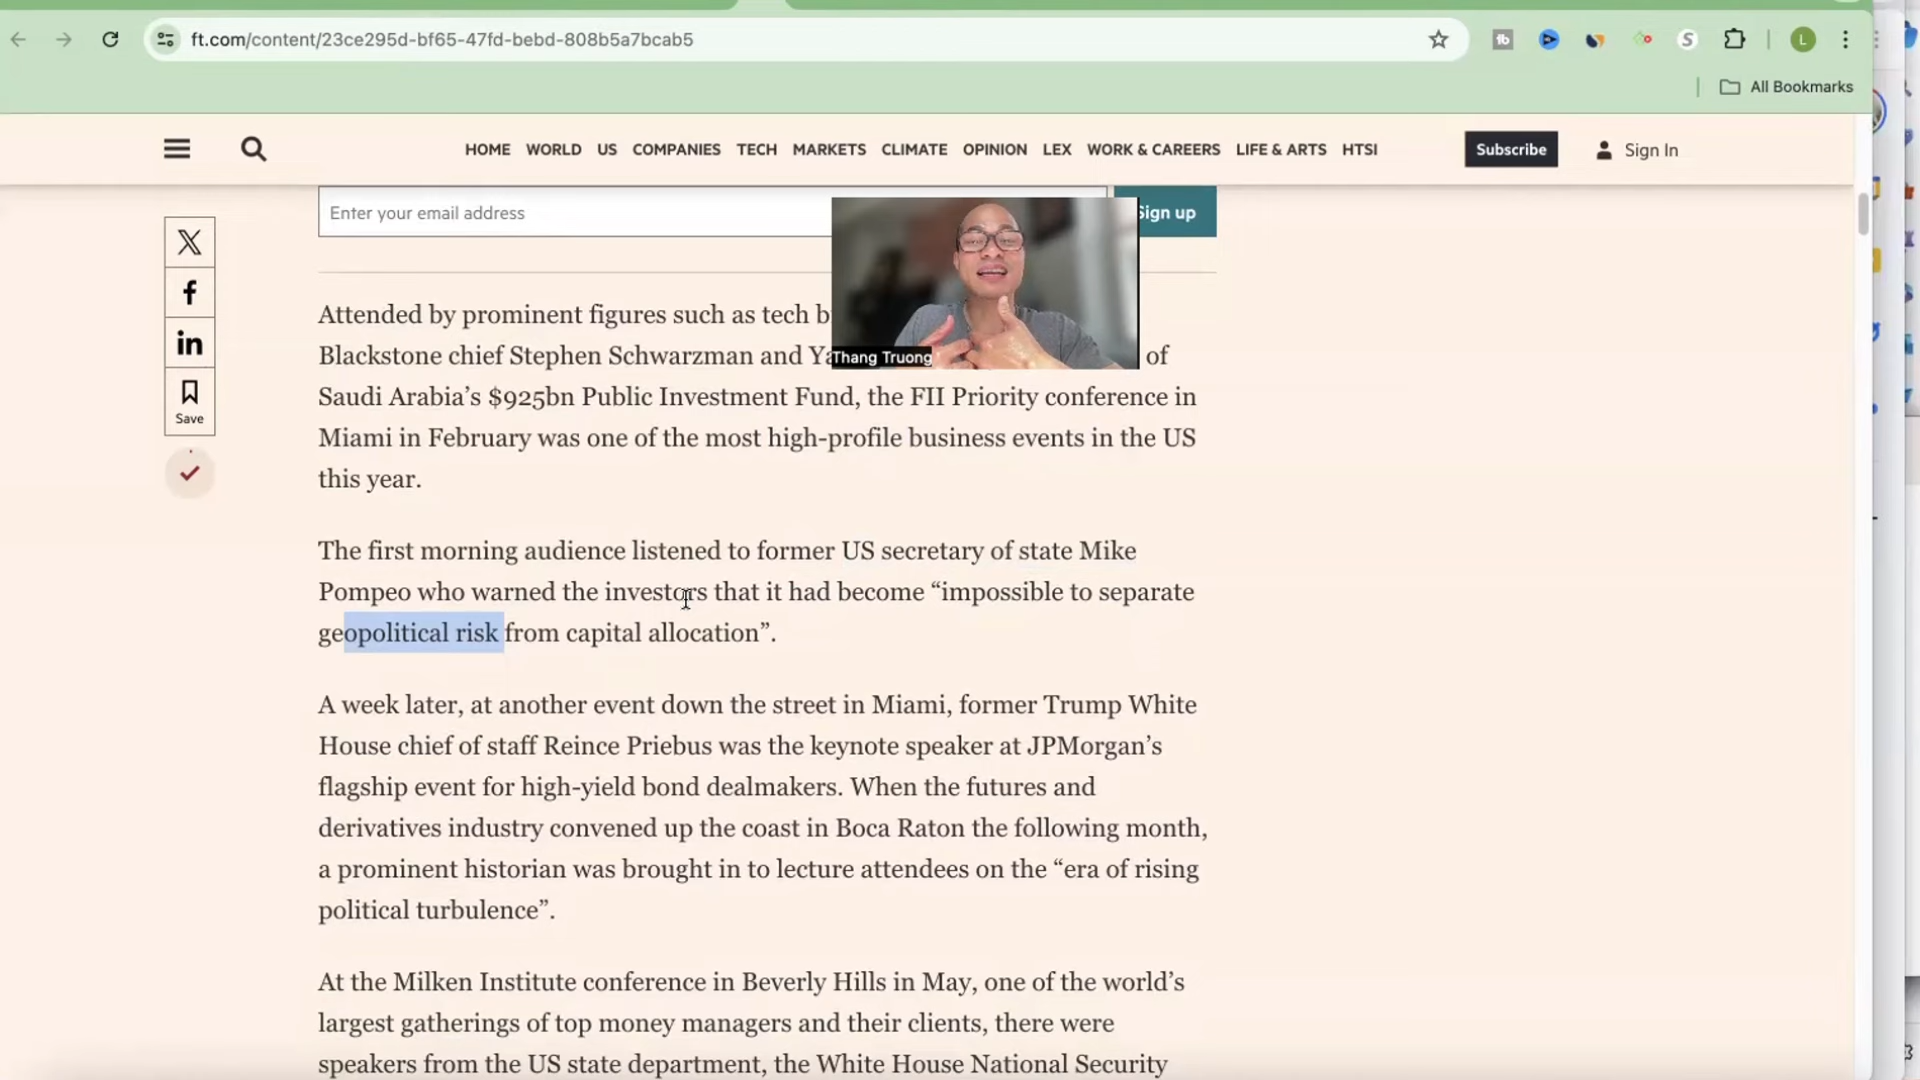 ft.com/content/23ce295d-bf65-47fd-bebd-808b5a7bcab5
L
All Bookmarks
HOME WORLD US COMPANIES TECH MARKETS CLIMATE OPINION LEX WORK & CAREERS LIFE & ARTS HTSI
Subscribe
Sign In
Enter your email address
Sign up
Save
Thang Truong
Attended by prominent figures such as tech b
Blackstone chief Stephen Schwarzman and Ya of
Saudi Arabia’s $925bn Public Investment Fund, the FII Priority conference in
Miami in February was one of the most high-profile business events in the US
this year.
The first morning audience listened to former US secretary of state Mike
Pompeo who warned the investors that it had become “impossible to separate
geopolitical risk from capital allocation”.
A week later, at another event down the street in Miami, former Trump White
House chief of staff Reince Priebus was the keynote speaker at JPMorgan’s
flagship event for high-yield bond dealmakers. When the futures and
derivatives industry convened up the coast in Boca Raton the following month,
a prominent historian was brought in to lecture attendees on the “era of rising
political turbulence”.
At the Milken Institute conference in Beverly Hills in May, one of the world’s
largest gatherings of top money managers and their clients, there were
speakers from the US state department, the White House National Security